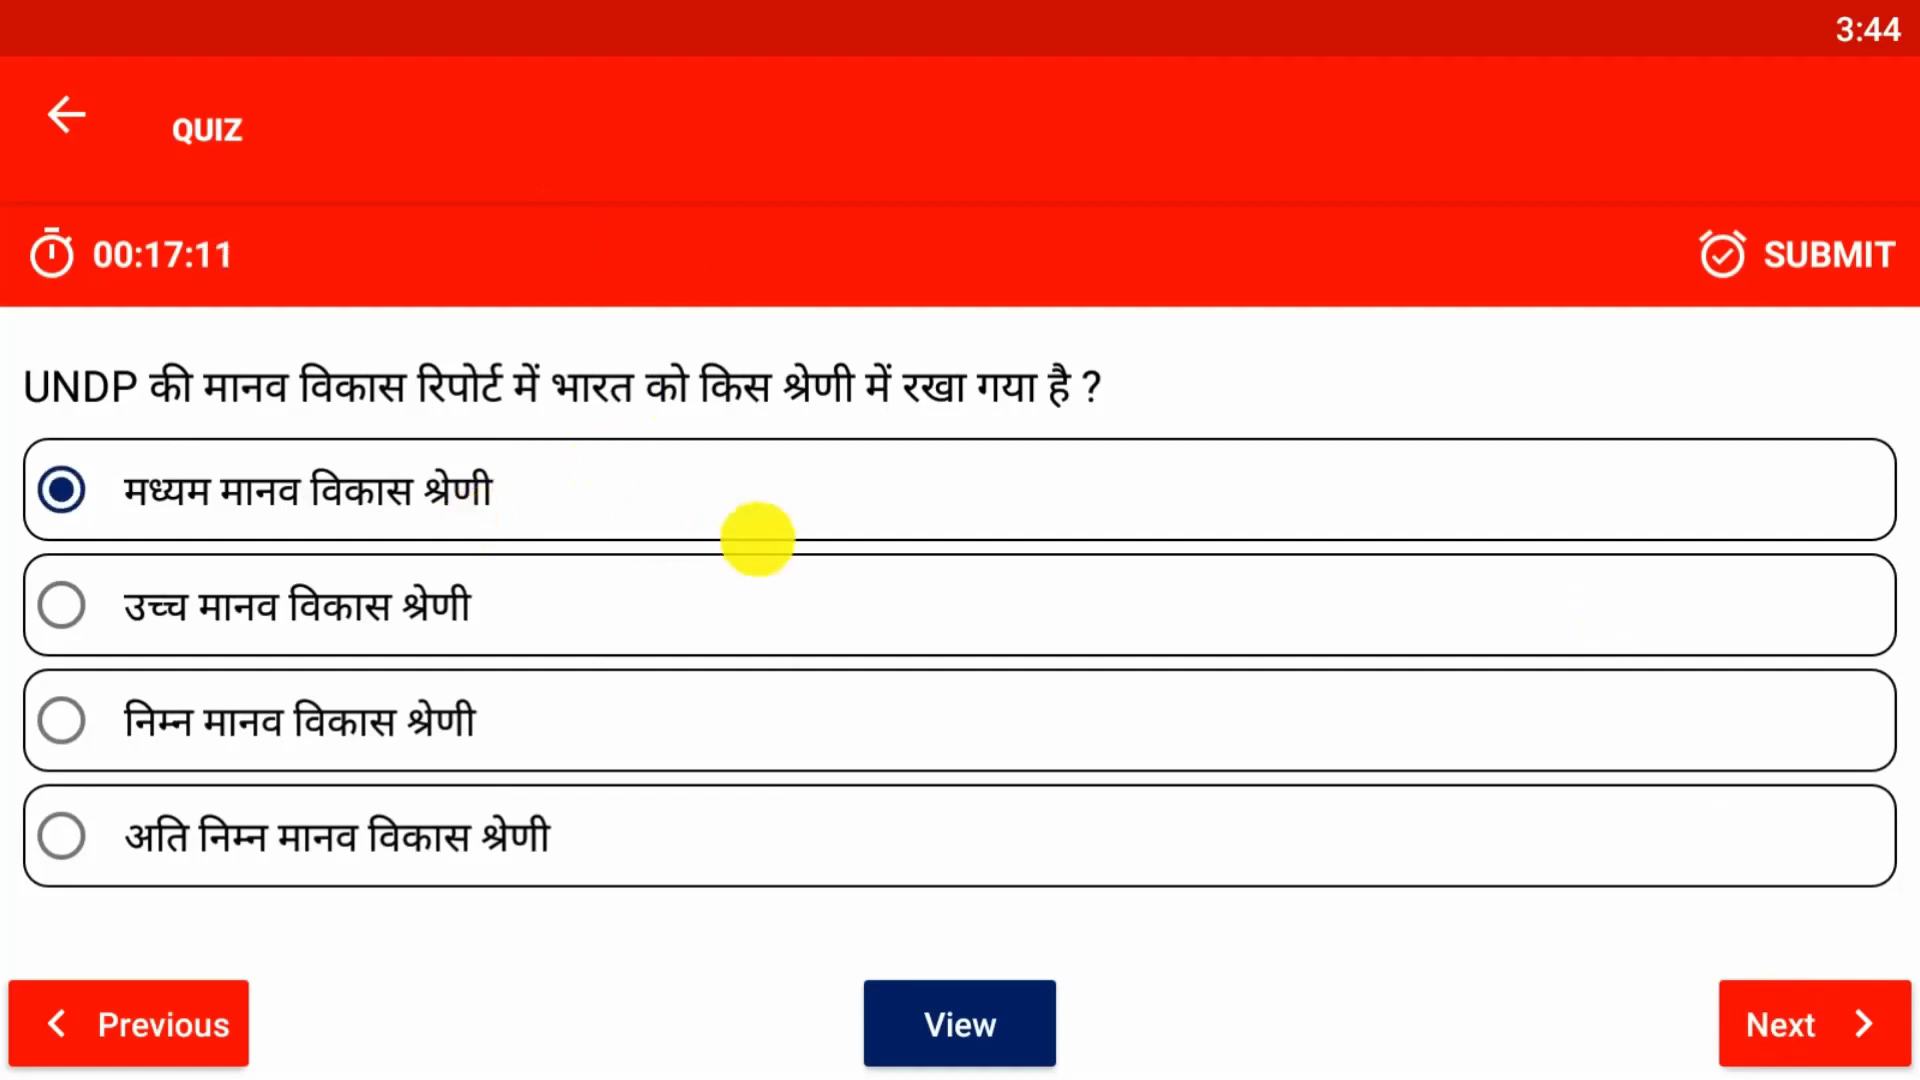 3:44
QUIZ
00:17:11
SUBMIT
UNDP की मानव विकास रिपोर्ट में भारत को किस श्रेणी में रखा गया है ?
मध्यम मानव विकास श्रेणी
उच्च मानव विकास श्रेणी
निम्न मानव विकास श्रेणी
अति निम्न मानव विकास श्रेणी
Previous
View
Next